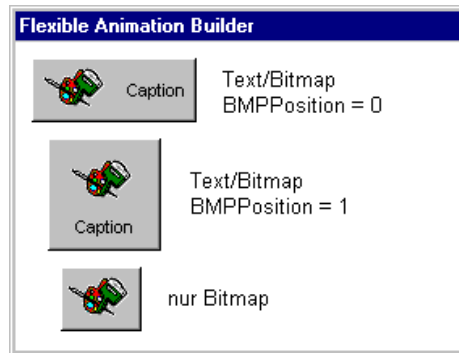 Flexible Animation Builder
Caption
Text/Bitmap
BMPPosition = 0
Caption
Text/Bitmap
BMPPosition = 1
nur Bitmap